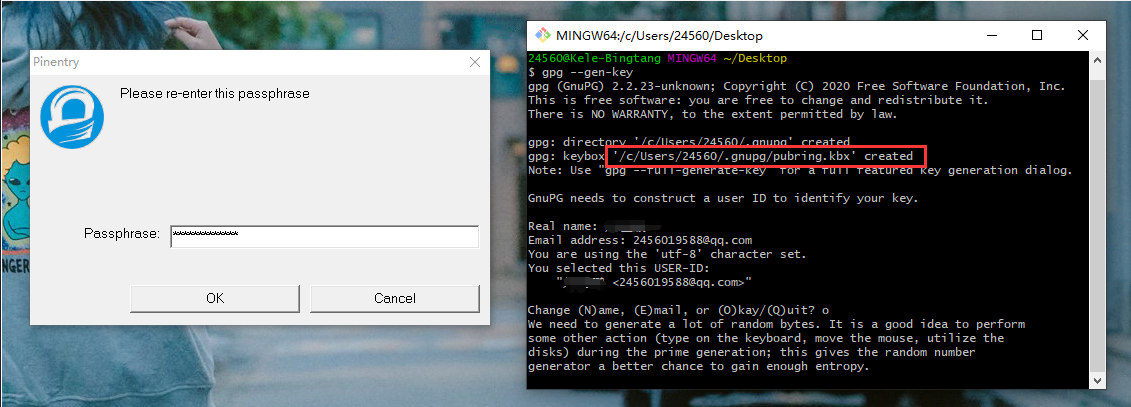 Pinentry
Please re-enter this passphrase
Passphrase: **************
OK
Cancel
NGER
MINGW64:/c/Users/24560/Desktop
24560@Kele-Bingtang MINGW64 ~/Desktop
$ gpg --gen-key
gpg (GnuPG) 2.2.23-unknown; Copyright (C) 2020 Free Software Foundation, Inc.
This is free software: you are free to change and redistribute it.
There is NO WARRANTY, to the extent permitted by law.
gpg: directory '/c/Users/24560/.gnupg' created
gpg: keybox '/c/Users/24560/.gnupg/pubring.kbx' created
Note: Use "gpg --full-generate-key" for a full featured key generation dialog.
GnuPG needs to construct a user ID to identify your key.
Real name:
Email address: 2456019588@qq.com
You are using the 'utf-8' character set.
You selected this USER-ID:
" <2456019588@qq.com>"
Change (N)ame, (E)mail, or (O)kay/(Q)uit? o
We need to generate a lot of random bytes. It is a good idea to perform
some other action (type on the keyboard, move the mouse, utilize the
disks) during the prime generation; this gives the random number
generator a better chance to gain enough entropy.